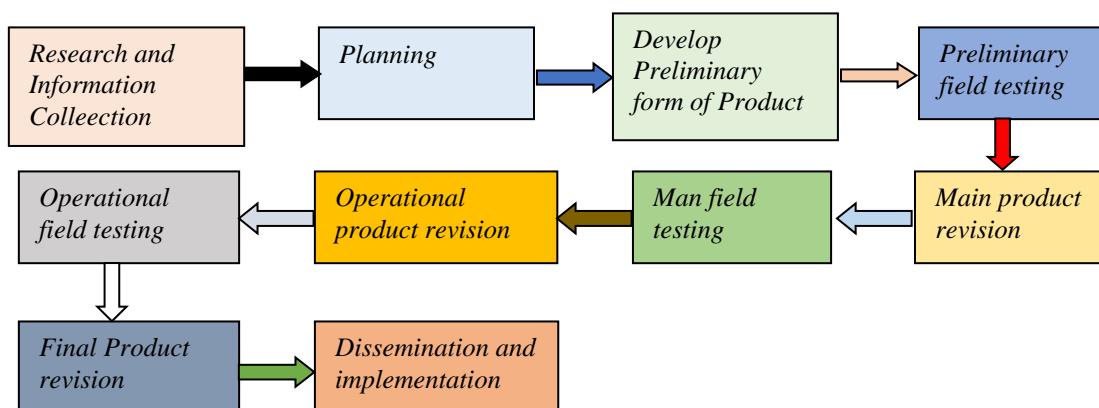 Research and
Information
Colleection
Planning
Develop
Preliminary
form of Product
Preliminary
field testing
Main product
revision
Man field
testing
Operational
product revision
Operational
field testing
Final Product
revision
Dissemination and
implementation